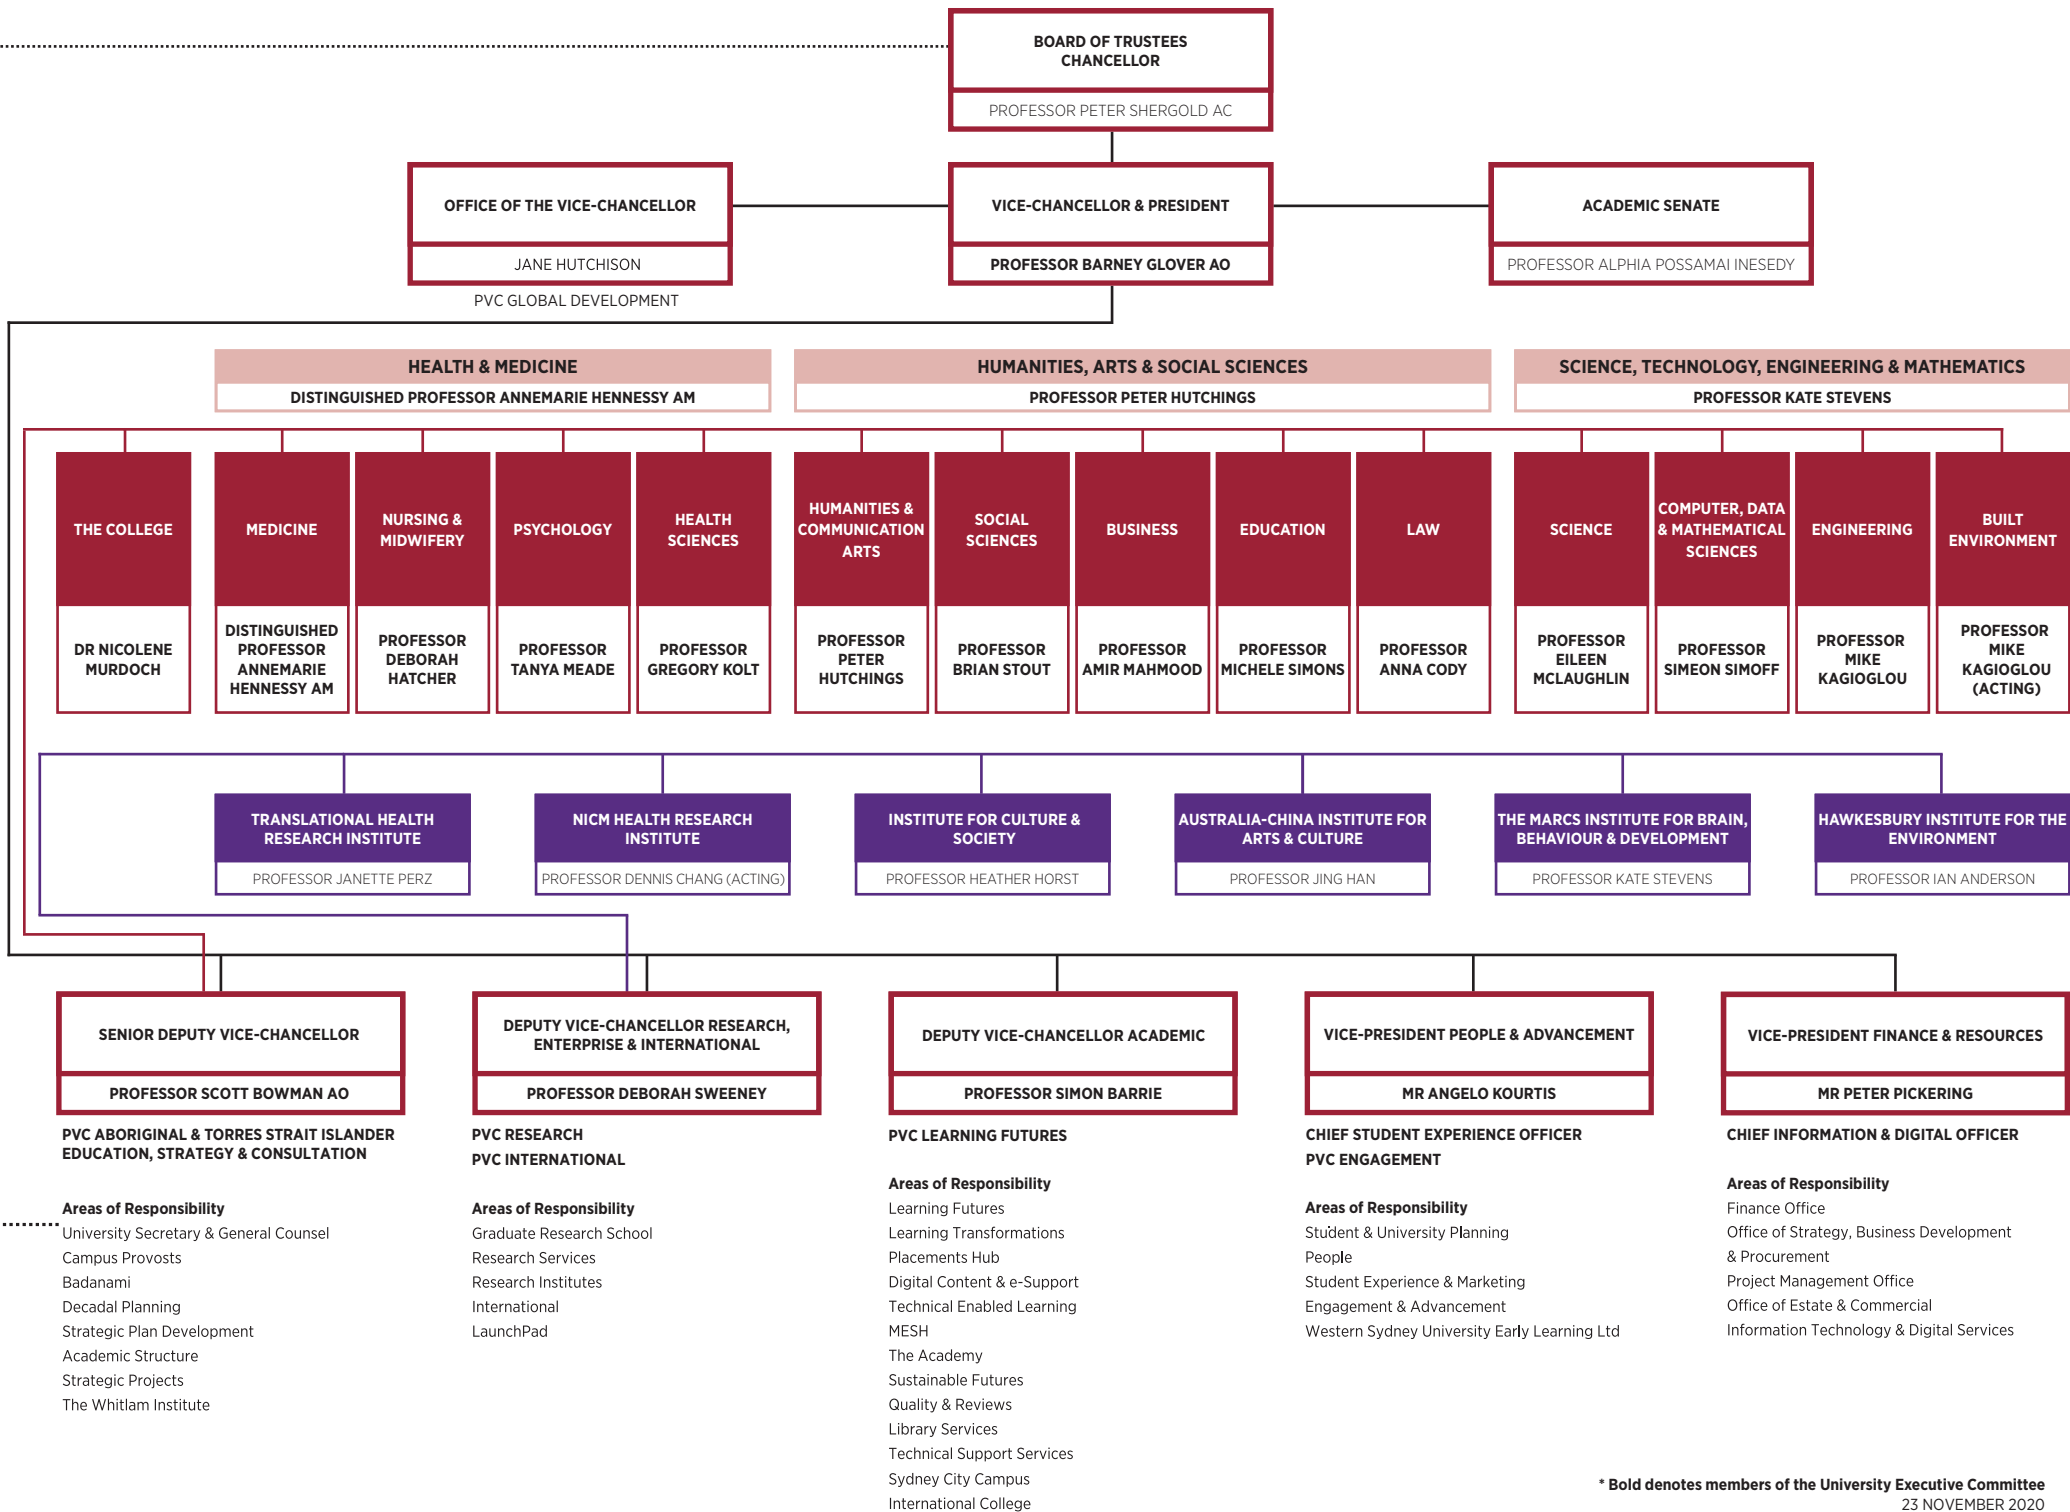 BOARD OF TRUSTEES
CHANCELLOR
PROFESSOR PETER SHERGOLD AC
OFFICE OF THE VICE-CHANCELLOR
JANE HUTCHISON
PVC GLOBAL DEVELOPMENT
VICE-CHANCELLOR & PRESIDENT
PROFESSOR BARNEY GLOVER AO
ACADEMIC SENATE
PROFESSOR ALPHIA POSSAMAI INESEDY
HEALTH & MEDICINE
DISTINGUISHED PROFESSOR ANNEMARIE HENNESSY AM
HUMANITIES, ARTS & SOCIAL SCIENCES
PROFESSOR PETER HUTCHINGS
SCIENCE, TECHNOLOGY, ENGINEERING & MATHEMATICS
PROFESSOR KATE STEVENS
THE COLLEGE
DR NICOLENE
MURDOCH
MEDICINE
DISTINGUISHED
PROFESSOR
ANNEMARIE
HENNESSY AM
NURSING &
MIDWIFERY
PROFESSOR
DEBORAH
HATCHER
PSYCHOLOGY
PROFESSOR
TANYA MEADE
HEALTH
SCIENCES
PROFESSOR
GREGORY KOLT
HUMANITIES &
COMMUNICATION
ARTS
PROFESSOR
PETER
HUTCHINGS
SOCIAL
SCIENCES
PROFESSOR
BRIAN STOUT
BUSINESS
PROFESSOR
AMIR MAHMOOD
EDUCATION
PROFESSOR
MICHELE SIMONS
LAW
PROFESSOR
ANNA CODY
SCIENCE
PROFESSOR
EILEEN
MCLAUGHLIN
COMPUTER, DATA
& MATHEMATICAL
SCIENCES
PROFESSOR
SIMEON SIMOFF
ENGINEERING
PROFESSOR
MIKE
KAGIOGLOU
BUILT
ENVIRONMENT
PROFESSOR
MIKE
KAGIOGLOU
(ACTING)
TRANSLATIONAL HEALTH
RESEARCH INSTITUTE
PROFESSOR JANETTE PERZ
NICM HEALTH RESEARCH
INSTITUTE
PROFESSOR DENNIS CHANG (ACTING)
INSTITUTE FOR CULTURE &
SOCIETY
PROFESSOR HEATHER HORST
AUSTRALIA-CHINA INSTITUTE FOR
ARTS & CULTURE
PROFESSOR JING HAN
THE MARCS INSTITUTE FOR BRAIN,
BEHAVIOUR & DEVELOPMENT
PROFESSOR KATE STEVENS
HAWKESBURY INSTITUTE FOR THE
ENVIRONMENT
PROFESSOR IAN ANDERSON
SENIOR DEPUTY VICE-CHANCELLOR
PROFESSOR SCOTT BOWMAN AO
PVC ABORIGINAL & TORRES STRAIT ISLANDER
EDUCATION, STRATEGY & CONSULTATION
Areas of Responsibility
University Secretary & General Counsel
Campus Provosts
Badanami
Decadal Planning
Strategic Plan Development
Academic Structure
Strategic Projects
The Whitlam Institute
DEPUTY VICE-CHANCELLOR RESEARCH,
ENTERPRISE & INTERNATIONAL
PROFESSOR DEBORAH SWEENEY
PVC RESEARCH
PVC INTERNATIONAL
Areas of Responsibility
Graduate Research School
Research Services
Research Institutes
International
LaunchPad
DEPUTY VICE-CHANCELLOR ACADEMIC
PROFESSOR SIMON BARRIE
PVC LEARNING FUTURES
Areas of Responsibility
Learning Futures
Learning Transformations
Placements Hub
Digital Content & e-Support
Technical Enabled Learning
MESH
The Academy
Sustainable Futures
Quality & Reviews
Library Services
Technical Support Services
Sydney City Campus
International College
VICE-PRESIDENT PEOPLE & ADVANCEMENT
MR ANGELO KOURTIS
CHIEF STUDENT EXPERIENCE OFFICER
PVC ENGAGEMENT
Areas of Responsibility
Student & University Planning
People
Student Experience & Marketing
Engagement & Advancement
Western Sydney University Early Learning Ltd
VICE-PRESIDENT FINANCE & RESOURCES
MR PETER PICKERING
CHIEF INFORMATION & DIGITAL OFFICER
Areas of Responsibility
Finance Office
Office of Strategy, Business Development
& Procurement
Project Management Office
Office of Estate & Commercial
Information Technology & Digital Services
* Bold denotes members of the University Executive Committee
23 NOVEMBER 2020